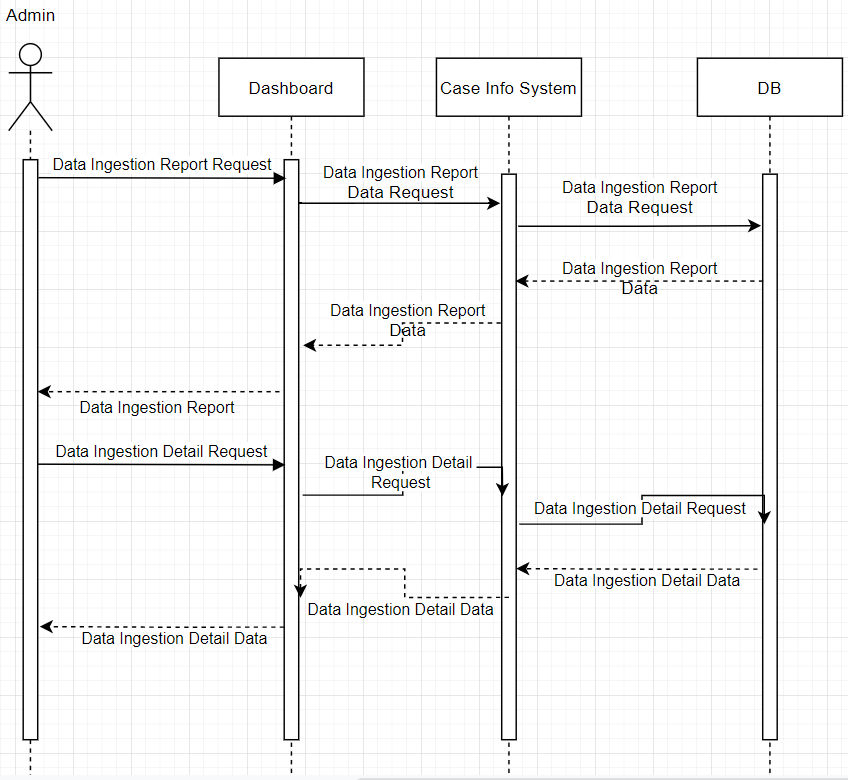 Admin
Dashboard
Case Info System
DB
Data Ingestion Report Request
Data Ingestion Report
Data Request
Data Ingestion Report
Data Request
Data Ingestion Report
Data
Data Ingestion Report
Data
Data Ingestion Report
Data Ingestion Detail Request
Data Ingestion Detail
Request
Data Ingestion Detail Request
Data Ingestion Detail Data
Data Ingestion Detail Data
Data Ingestion Detail Data